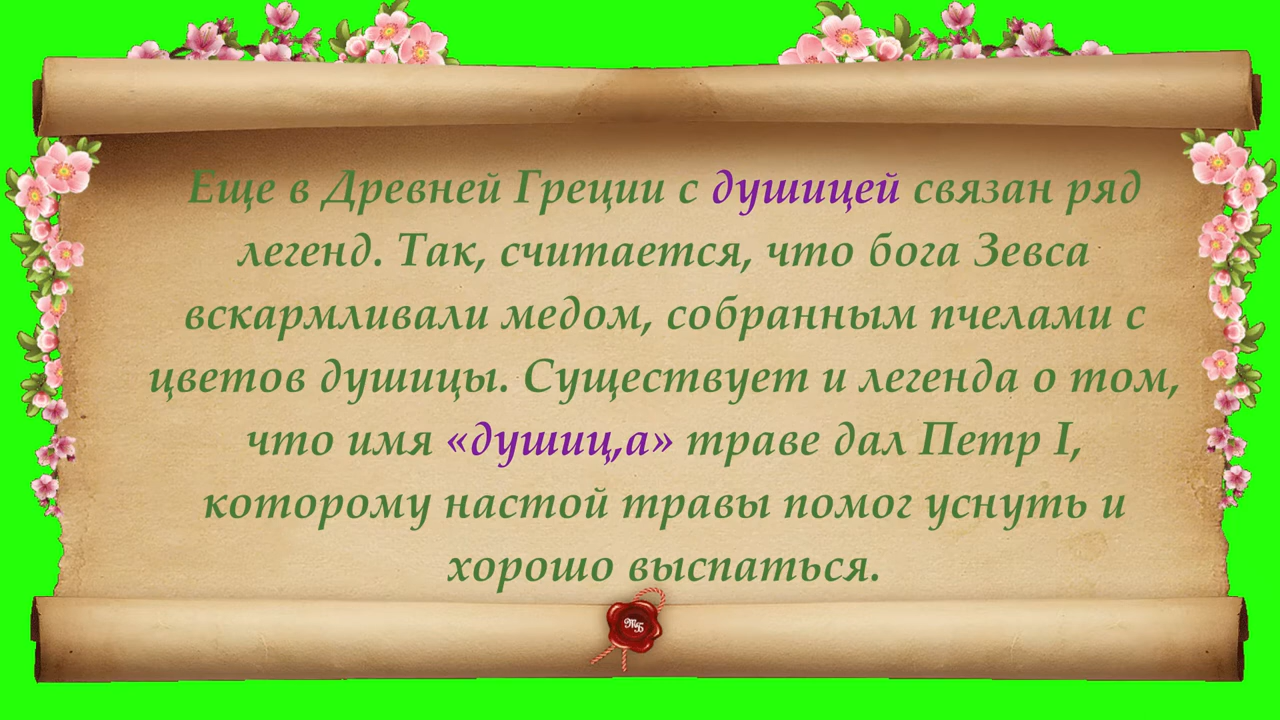 Еще в Древней Греции с душицей связан ряд
легенд. Так, считается, что бога Зевса
вскармливали медом, собранным пчелами с
цветов душицы. Существует и легенда о том,
что имя «душиц,а» траве дал Петр I,
которому настой травы помог уснуть и
хорошо выспаться.